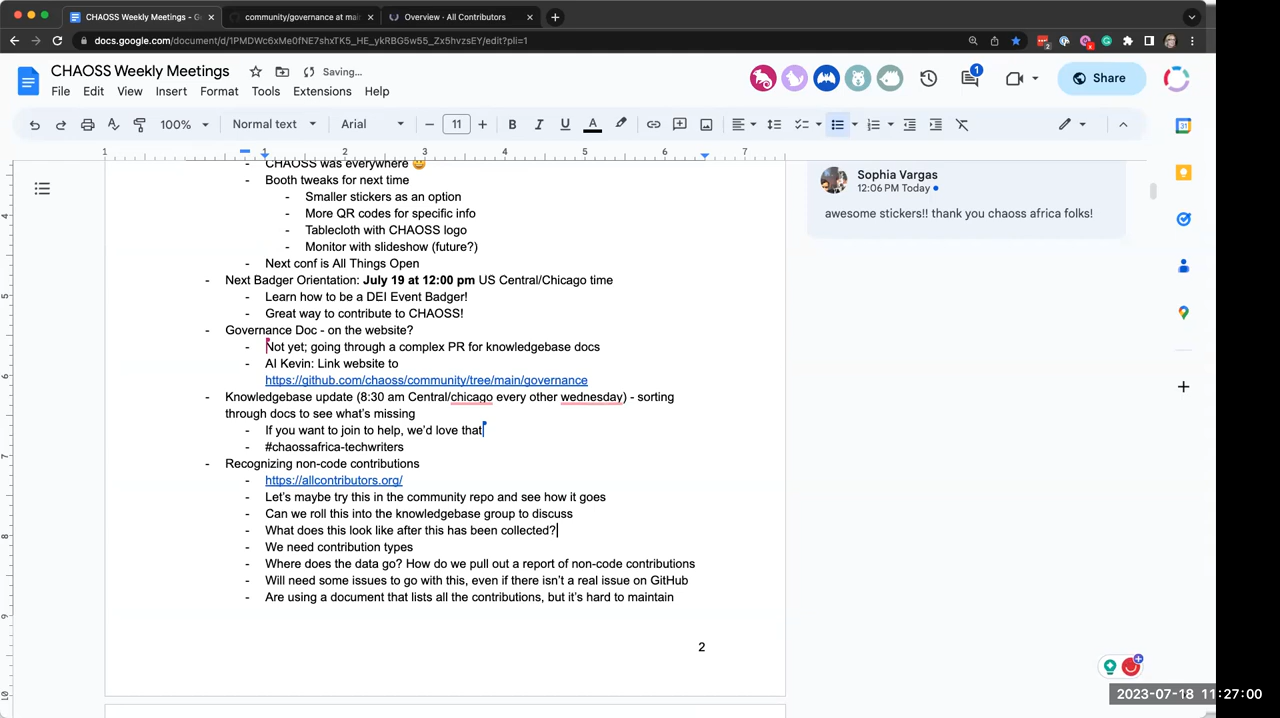 CHAOSS Weekly Meetings - G
community/governance at mai
Overview · All Contributors
docs.google.com/document/d/1PMDWc6xMe0fNE7shxTK5_HE_ykRBG5w55_Zx5hvzsEY/edit?pli=1
CHAOSS Weekly Meetings
Saving…
File Edit View Insert Format Tools Extensions Help
1
Share
100%
Normal text
Arial
11
1 1 2 3 4 5 6 7
- CHAOSS was everywhere 😀
- Booth tweaks for next time
- Smaller stickers as an option
- More QR codes for specific info
- Tablecloth with CHAOSS logo
- Monitor with slideshow (future?)
- Next conf is All Things Open
- Next Badger Orientation: July 19 at 12:00 pm US Central/Chicago time
- Learn how to be a DEI Event Badger!
- Great way to contribute to CHAOSS!
- Governance Doc - on the website?
- Not yet; going through a complex PR for knowledgebase docs
- AI Kevin: Link website to
https://github.com/chaoss/community/tree/main/governance
- Knowledgebase update (8:30 am Central/chicago every other wednesday) - sorting
through docs to see what's missing
- If you want to join to help, we'd love that
- #chaossafrica-techwriters
- Recognizing non-code contributions
- https://allcontributors.org/
- Let's maybe try this in the community repo and see how it goes
- Can we roll this into the knowledgebase group to discuss
- What does this look like after this has been collected?
- We need contribution types
- Where does the data go? How do we pull out a report of non-code contributions
- Will need some issues to go with this, even if there isn't a real issue on GitHub
- Are using a document that lists all the contributions, but it's hard to maintain
2
Sophia Vargas
12:06 PM Today
awesome stickers!! thank you chaoss africa folks!
2023-07-18 11:27:00